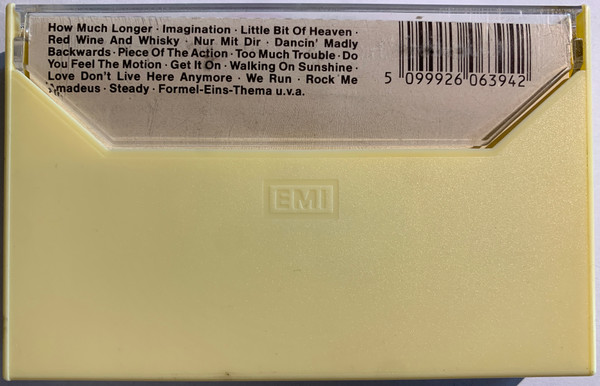 How Much Longer · Imagination · Little Bit Of Heaven ·
Red Wine And Whisky · Nur Mit Dir · Dancin' Madly
Backwards · Piece Of The Action · Too Much Trouble · Do
You Feel The Motion · Get It On · Walking On Sunshine ·
Love Don't Live Here Anymore · We Run · Rock Me
Amadeus · Steady · Formel-Eins-Thema u.v.a.
5 099926 063942
EMI